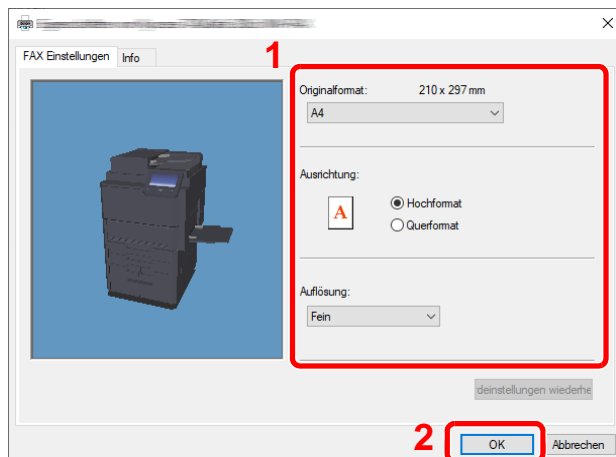 1
FAX Einstellungen Info
Originalformat: 210 x 297 mm
A4
Ausrichtung:
A
Hochformat
Querformat
Auflösung:
Fein
deinstellungen wiederhe
2
OK Abbrechen